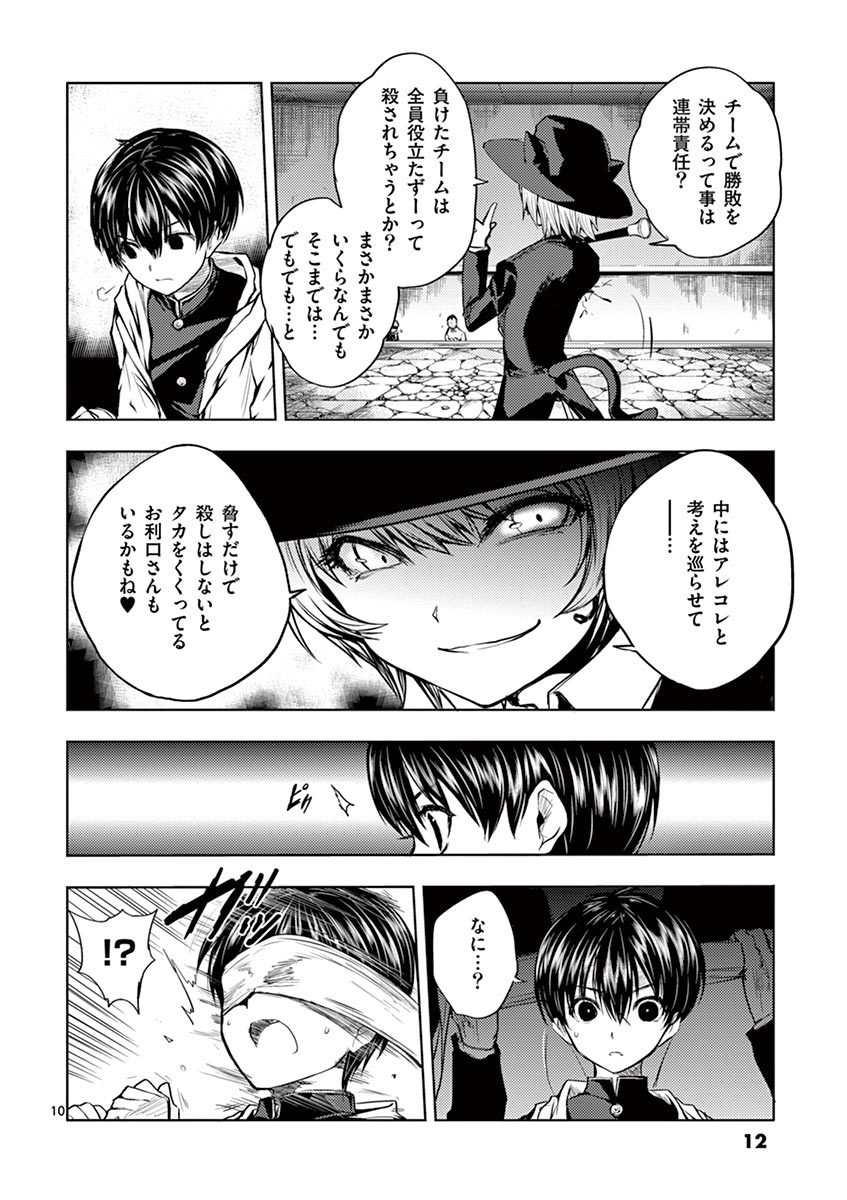 チームで勝敗を
決めるって事は
連帯責任？
負けたチームは
全員役立たずーって
殺されちゃうとか？
まさかまさか
いくらなんでも
そこまでは…
でもでも…と
中にはアレコレと
考えを巡らせて
――…
脅すだけで
殺しはしないと
タカをくくってる
お利口さんも
いるかもね♥
ピク
なに…？
ガッ
!?
10
12